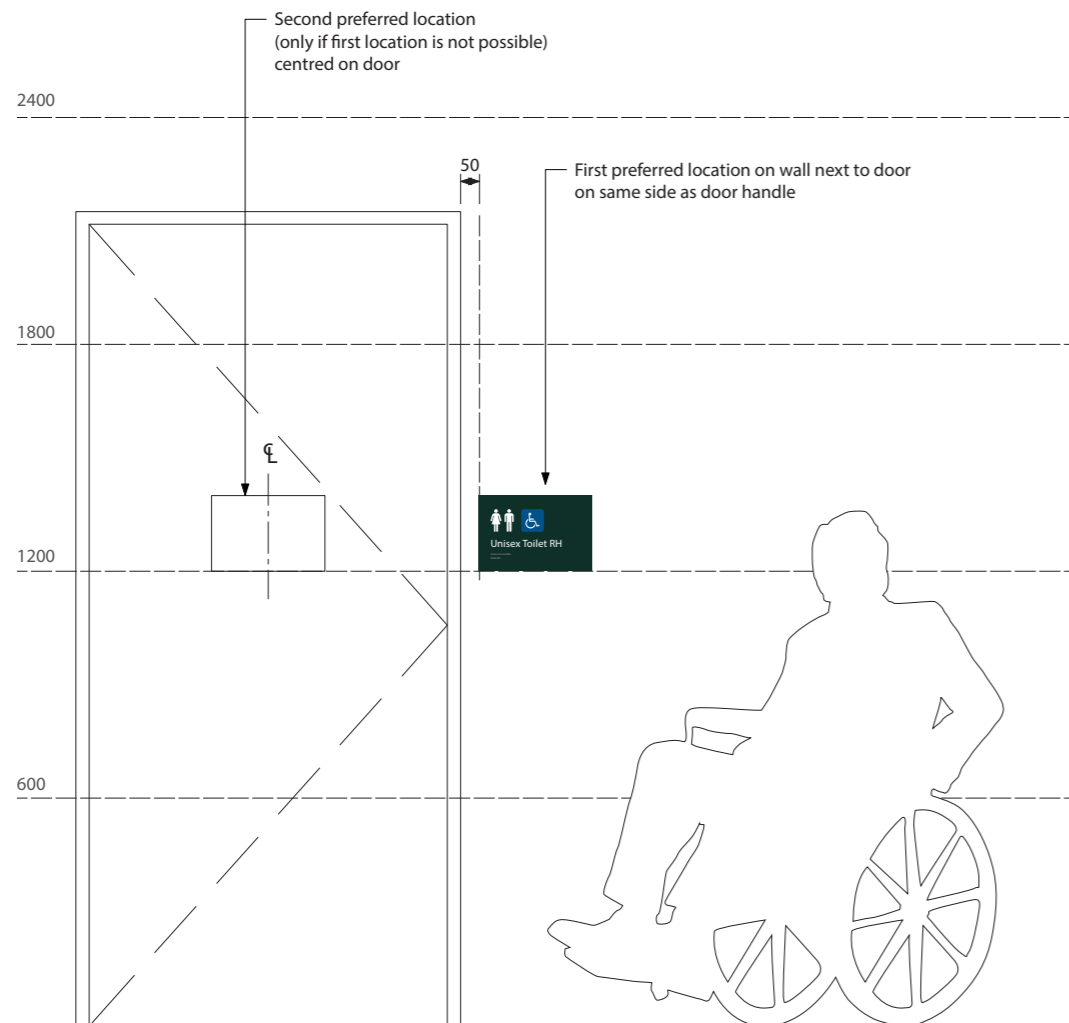 Second preferred location
(only if first location is not possible)
centred on door
2400
50
First preferred location on wall next to door
on same side as door handle
1800
℄
1200
Unisex Toilet RH
600